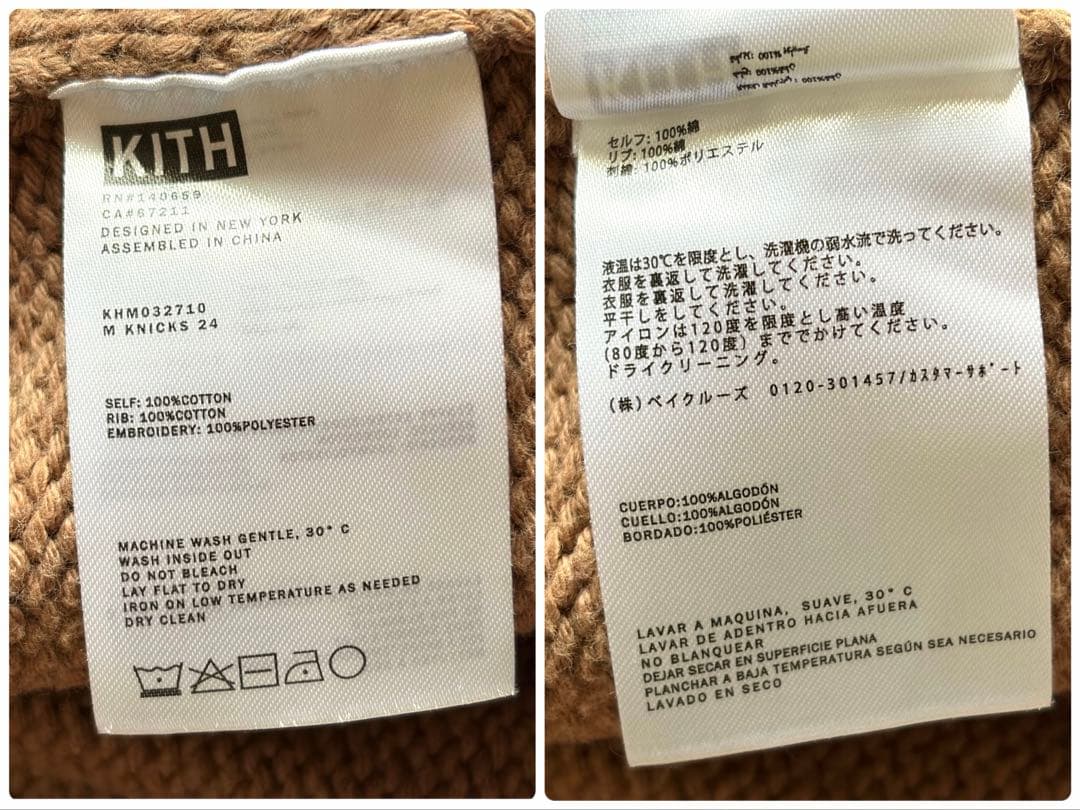 KITH
RN#140659
CA#67211
DESIGNED IN NEW YORK
ASSEMBLED IN CHINA
KHM032710
M KNICKS 24
SELF: 100%COTTON
RIB: 100%COTTON
EMBROIDERY: 100%POLYESTER
MACHINE WASH GENTLE, 30° C
WASH INSIDE OUT
DO NOT BLEACH
LAY FLAT TO DRY
IRON ON LOW TEMPERATURE AS NEEDED
DRY CLEAN
セルフ: 100%綿
リブ: 100%綿
刺繍: 100%ポリエステル
液温は30℃を限度とし、洗濯機の弱水流で洗ってください。
衣服を裏返して洗濯してください。
衣服を裏返して洗濯してください。
平干しをしてください。
アイロンは120度を限度とし高い温度
(80度から120度) まででかけてください。
ドライクリーニング。
(株)ベイクルーズ 0120-301457/ｶｽﾀﾏｰｻﾎﾟｰﾄ
CUERPO:100%ALGODÓN
CUELLO:100%ALGODÓN
BORDADO:100%POLIÉSTER
LAVAR A MAQUINA, SUAVE, 30° C
LAVAR DE ADENTRO HACIA AFUERA
NO BLANQUEAR
DEJAR SECAR EN SUPERFICIE PLANA
PLANCHAR A BAJA TEMPERATURA SEGÚN SEA NECESARIO
LAVADO EN SECO